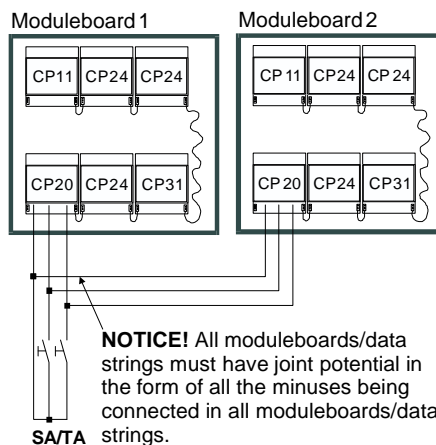 Moduleboard 1
Moduleboard 2
CP11 CP24 CP24
CP 11 CP24 CP 24
CP20 CP24 CP31
CP 20 CP24 CP31
NOTICE! All moduleboards/data
strings must have joint potential in
the form of all the minuses being
connected in all moduleboards/data
strings.
SA/TA